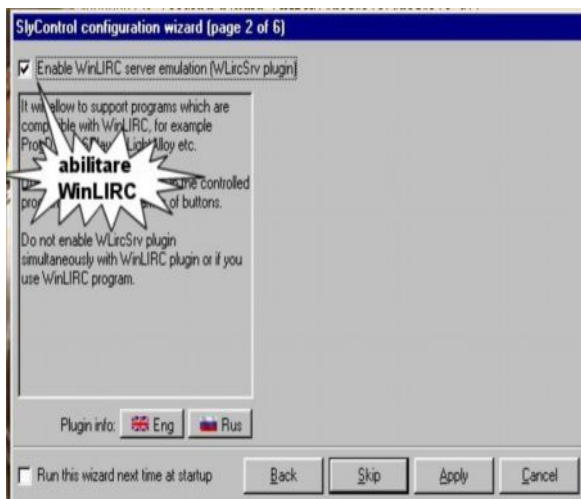 SlyControl configuration wizard (page 2 of 6)
Enable WinLIRC server emulation (WLircSrv plugin)
It will allow to support programs which are
compatible with WinLIRC, for example
LightAlloy etc.
abilitare
WinLIRC
the controlled
of buttons.
Do not enable WLircSrv plugin
simultaneously with WinLIRC plugin or if you
use WinLIRC program.
Plugin info: Eng Rus
Run this wizard next time at startup Back Skip Apply Cancel